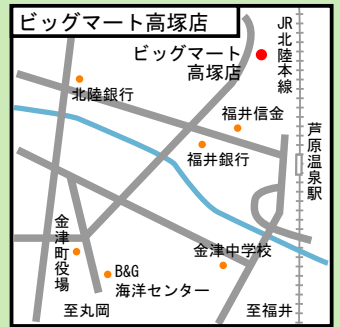 ビッグマート高塚店
ビッグマート
高塚店
JR北陸本線
北陸銀行
福井信金
福井銀行
芦原温泉駅
金津町役場
金津中学校
B&G
海洋センター
至丸岡
至福井